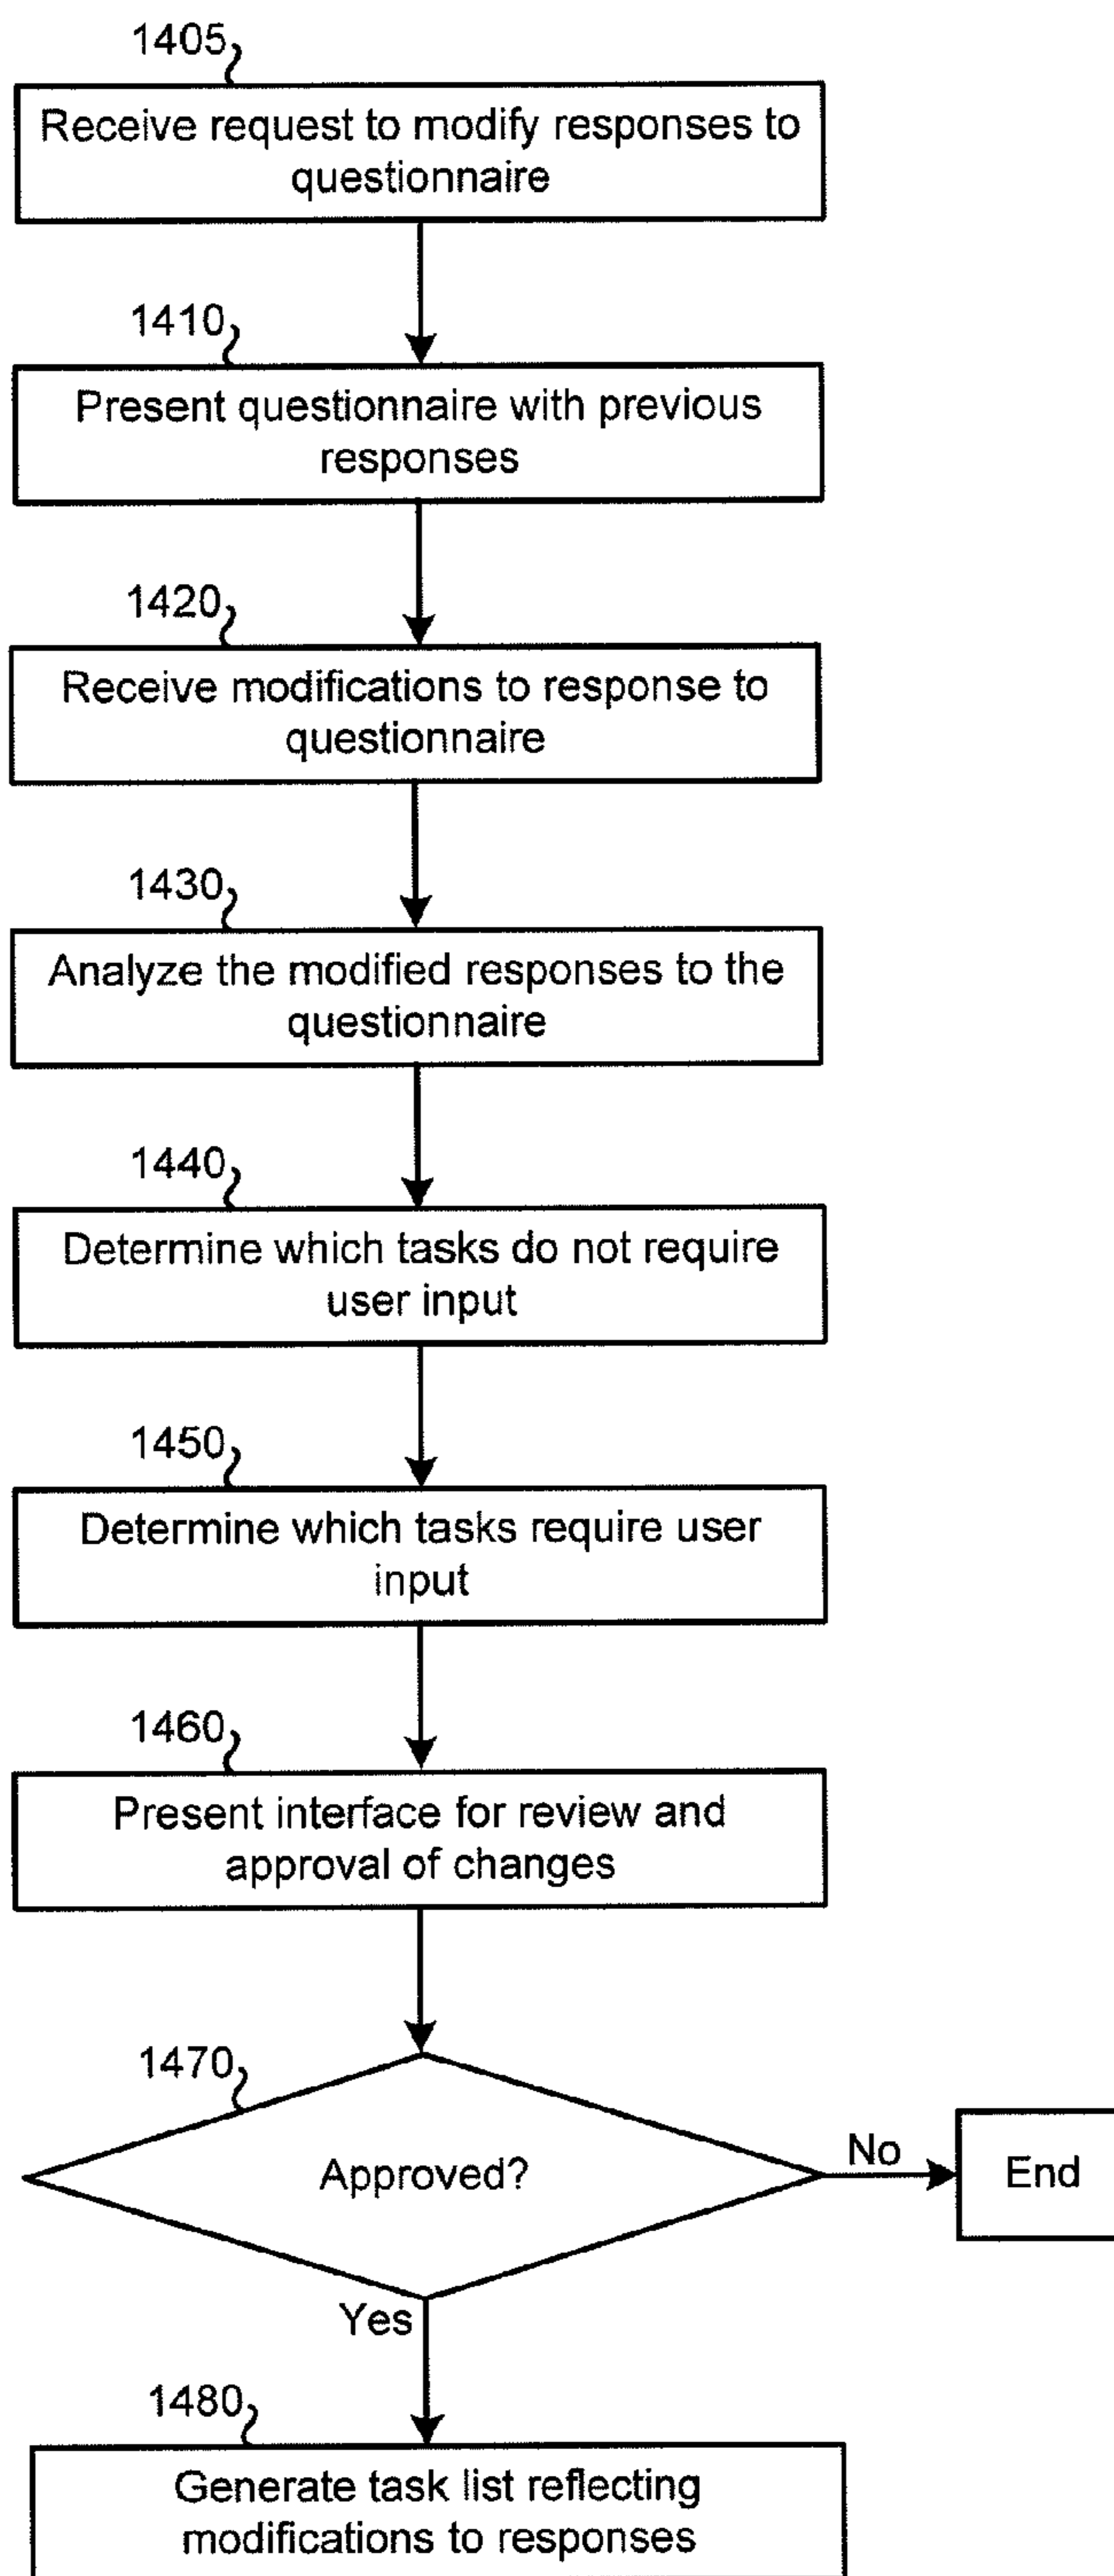 1405
Receive request to modify responses to
questionnaire
1410
Present questionnaire with previous
responses
1420
Receive modifications to response to
questionnaire
1430
Analyze the modified responses to the
questionnaire
1440
Determine which tasks do not require
user input
1450
Determine which tasks require user
input
1460
Present interface for review and
approval of changes
1470
Approved?
No
End
Yes
1480
Generate task list reflecting
modifications to responses